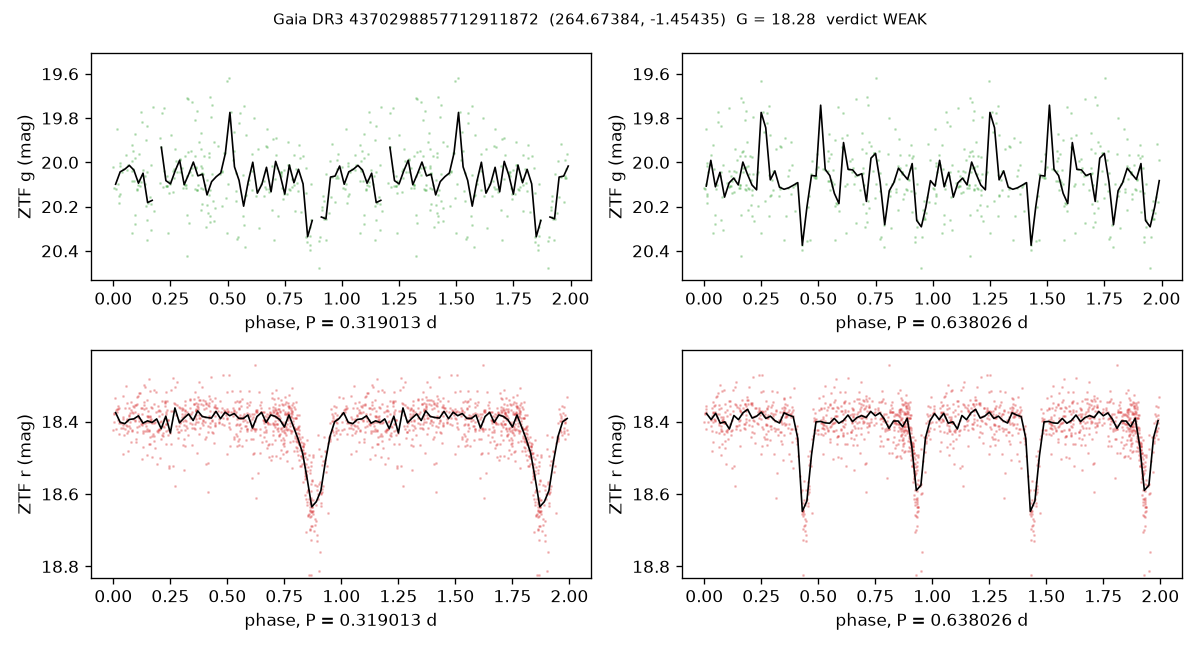 Gaia DR3 4370298857712911872  (264.67384, -1.45435)  G = 18.28  verdict WEAK
ZTF g (mag)
19.6
19.8
20.0
20.2
20.4
0.00 0.25 0.50 0.75 1.00 1.25 1.50 1.75 2.00
phase, P = 0.319013 d
ZTF g (mag)
19.6
19.8
20.0
20.2
20.4
0.00 0.25 0.50 0.75 1.00 1.25 1.50 1.75 2.00
phase, P = 0.638026 d
ZTF r (mag)
18.4
18.6
18.8
0.00 0.25 0.50 0.75 1.00 1.25 1.50 1.75 2.00
phase, P = 0.319013 d
ZTF r (mag)
18.4
18.6
18.8
0.00 0.25 0.50 0.75 1.00 1.25 1.50 1.75 2.00
phase, P = 0.638026 d